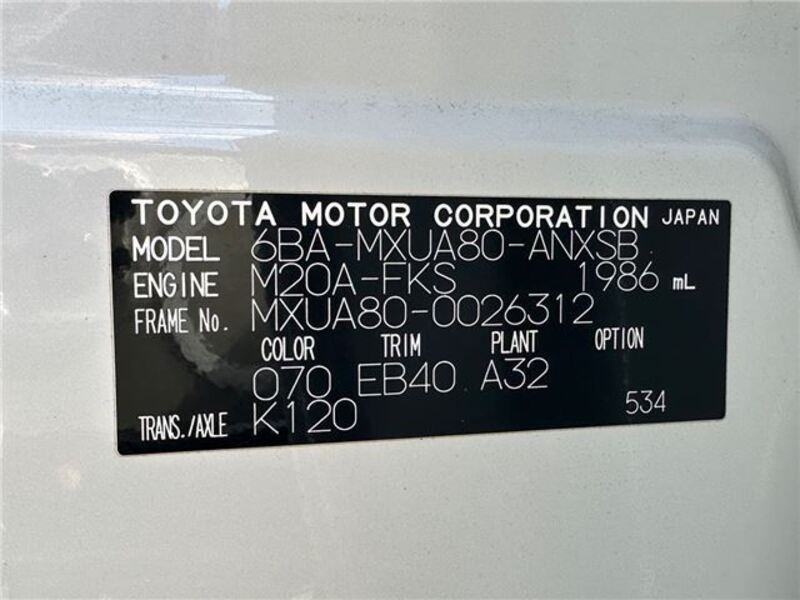 TOYOTA MOTOR CORPORATION JAPAN
MODEL 6BA-MXUA80-ANXSB
ENGINE M20A-FKS 1986 mL
FRAME No. MXUA80-0026312
COLOR TRIM PLANT OPTION
070 EB40 A32
TRANS./AXLE K120 534